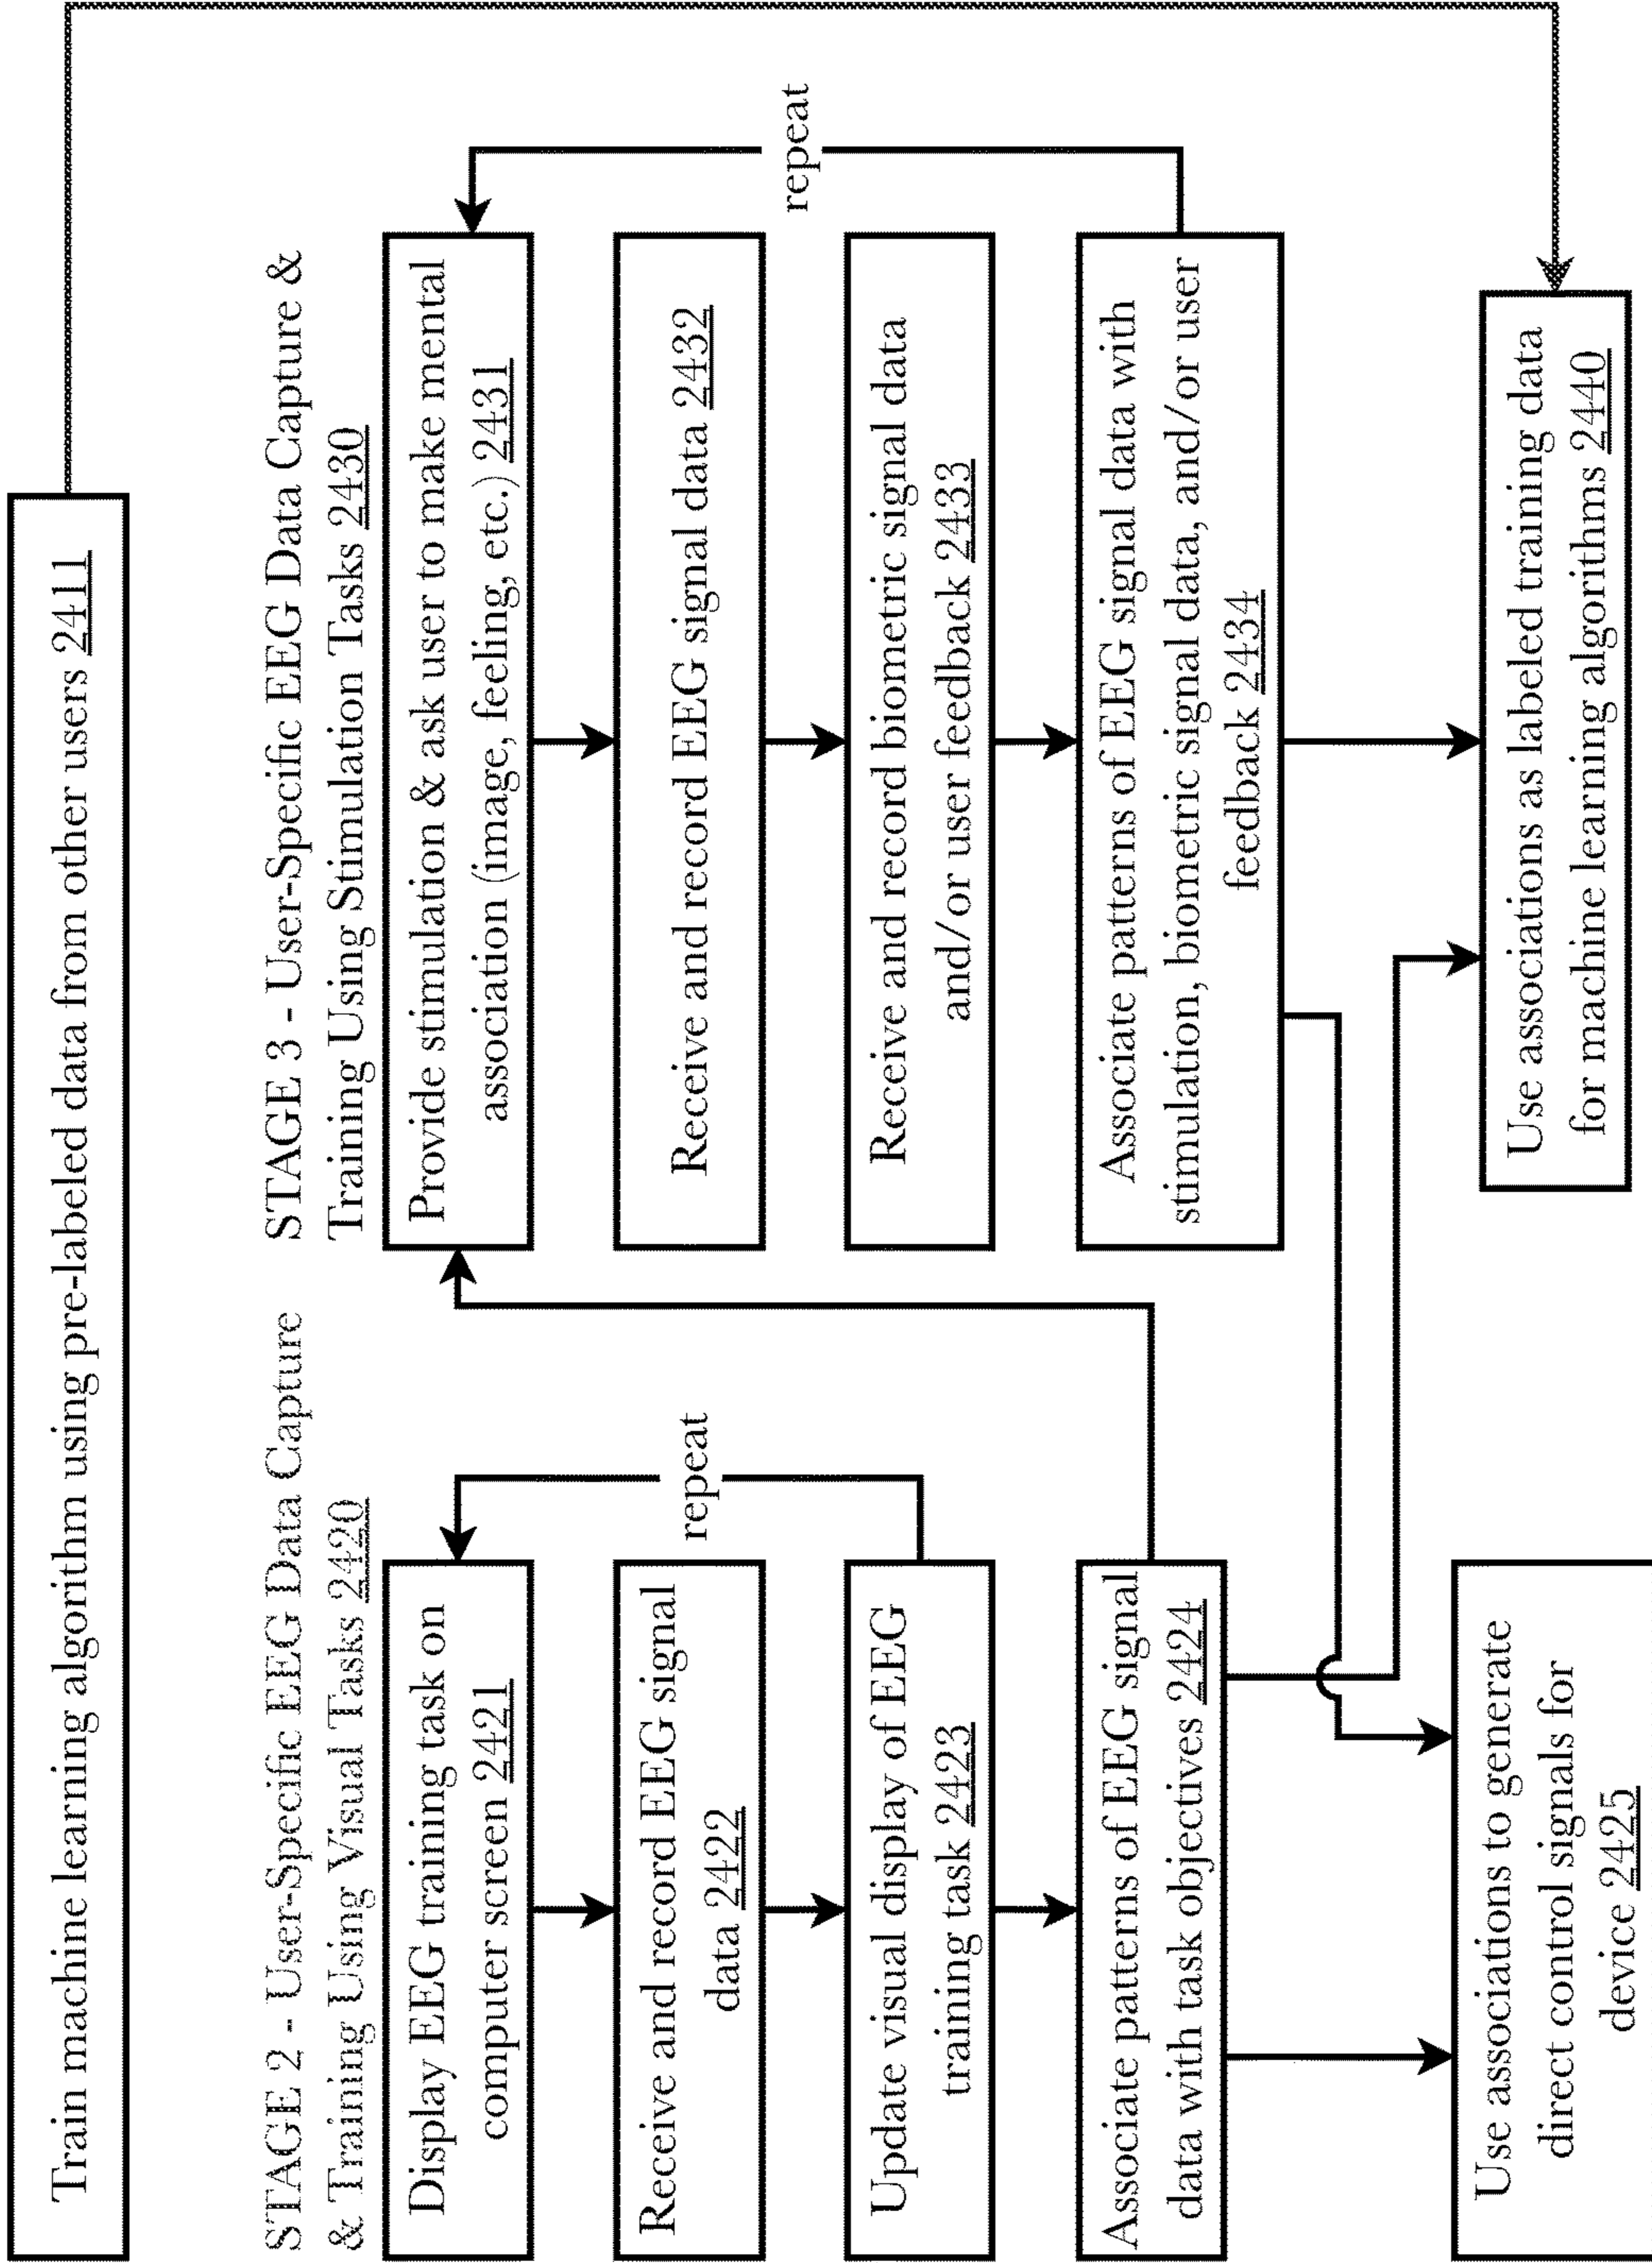 Train machine learning algorithm using pre-labeled data from other users 2411
STAGE 2 - User-Specific EEG Data Capture
& Training Using Visual Tasks 2420
Display EEG training task on
computer screen 2421
Receive and record EEG signal
data 2422
Update visual display of EEG
training task 2423
repeat
Associate patterns of EEG signal
data with task objectives 2424
Use associations to generate
direct control signals for
device 2425
STAGE 3 - User-Specific EEG Data Capture &
Training Using Stimulation Tasks 2430
Provide stimulation & ask user to make mental
association (image, feeling, etc.) 2431
Receive and record EEG signal data 2432
Receive and record biometric signal data
and/or user feedback 2433
Associate patterns of EEG signal data with
stimulation, biometric signal data, and/or user
feedback 2434
repeat
Use associations as labeled training data
for machine learning algorithms 2440